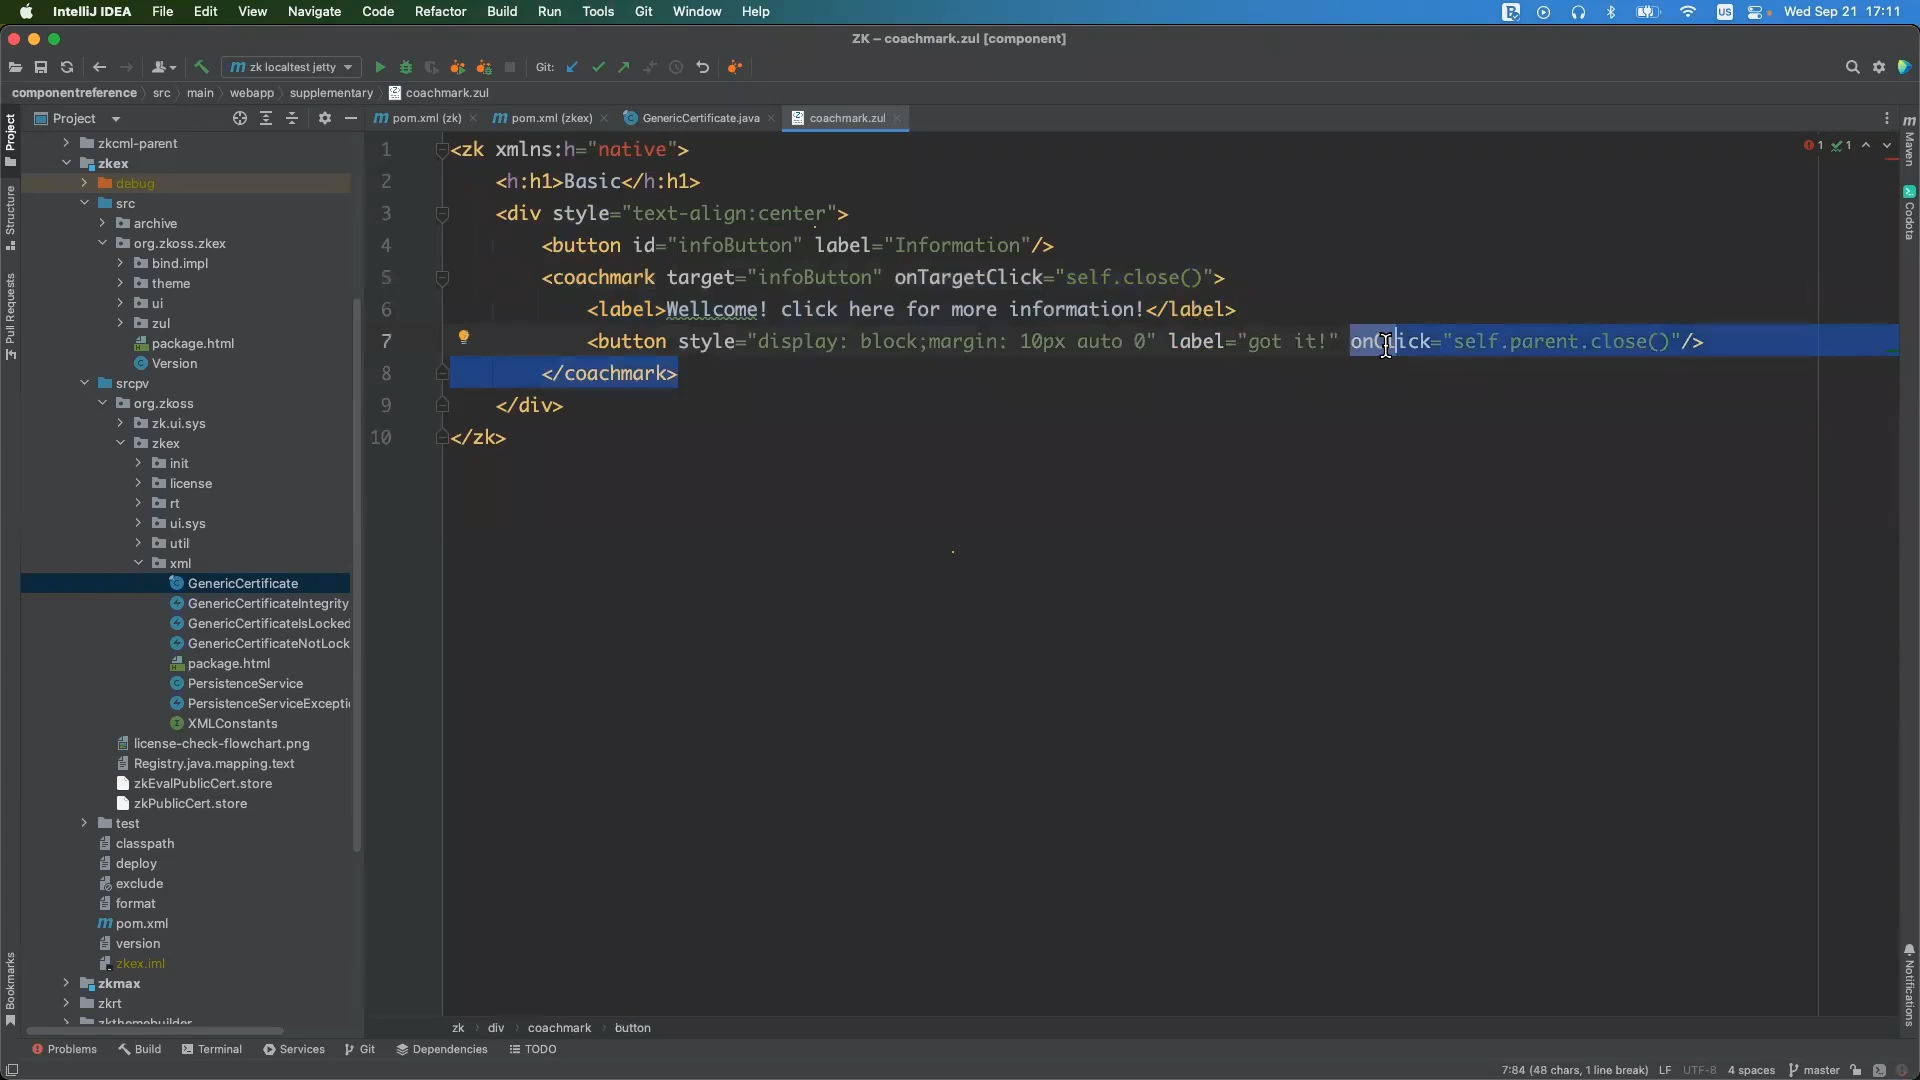 IntelliJ IDEA File Edit View Navigate Code Refactor Build Run Tools Git Window Help US Wed Sep 21 17:11
ZK – coachmark.zul [component]
zk localtest jetty Git:
componentreference src main webapp supplementary coachmark.zul
Project pom.xml (zk) pom.xml (zkex) GenericCertificate.java coachmark.zul
zkcml-parent
zkex
debug
src
archive
org.zkoss.zkex
bind.impl
theme
ui
zul
package.html
Version
srcpv
org.zkoss
zk.ui.sys
zkex
init
license
rt
ui.sys
util
xml
GenericCertificate
GenericCertificateIntegrity
GenericCertificateIsLocked
GenericCertificateNotLock
package.html
PersistenceService
PersistenceServiceExcepti
XMLConstants
license-check-flowchart.png
Registry.java.mapping.text
zkEvalPublicCert.store
zkPublicCert.store
test
classpath
deploy
exclude
format
pom.xml
version
zkex.iml
zkmax
zkrt
zkthemebuilder
1 <zk xmlns:h="native">
2 <h:h1>Basic</h:h1>
3 <div style="text-align:center">
4 <button id="infoButton" label="Information"/>
5 <coachmark target="infoButton" onTargetClick="self.close()">
6 <label>Wellcome! click here for more information!</label>
7 <button style="display: block;margin: 10px auto 0" label="got it!" onClick="self.parent.close()"/>
8 </coachmark>
9 </div>
10 </zk>
1 1
Project
Structure
Pull Requests
Bookmarks
m
Maven
Codota
Notifications
zk div coachmark button
Problems Build Terminal Services Git Dependencies TODO
7:84 (48 chars, 1 line break) LF UTF-8 4 spaces master